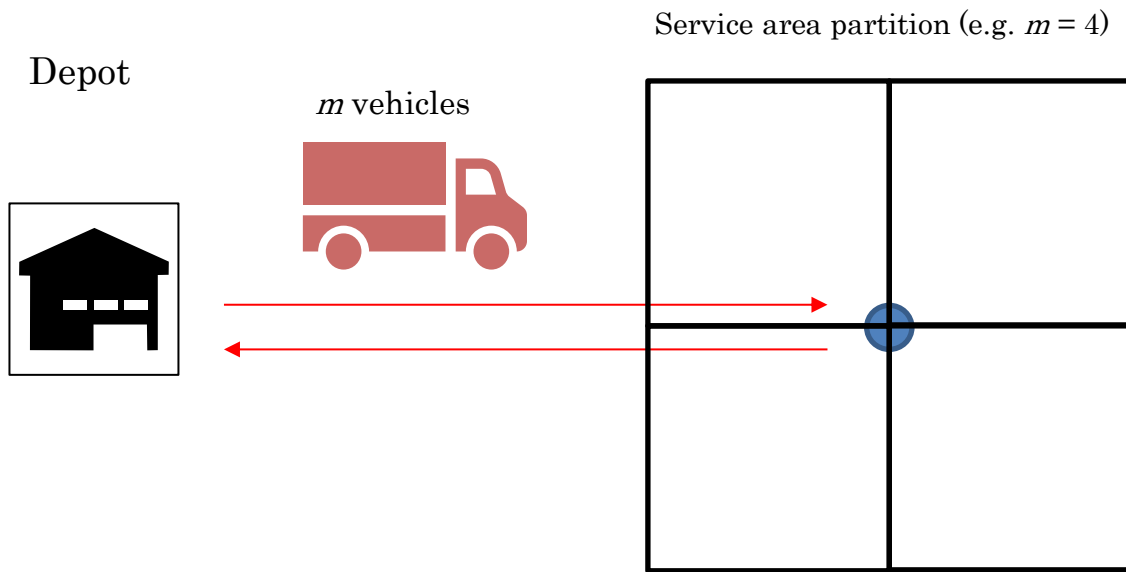 Service area partition (e.g. m = 4)
Depot
m vehicles